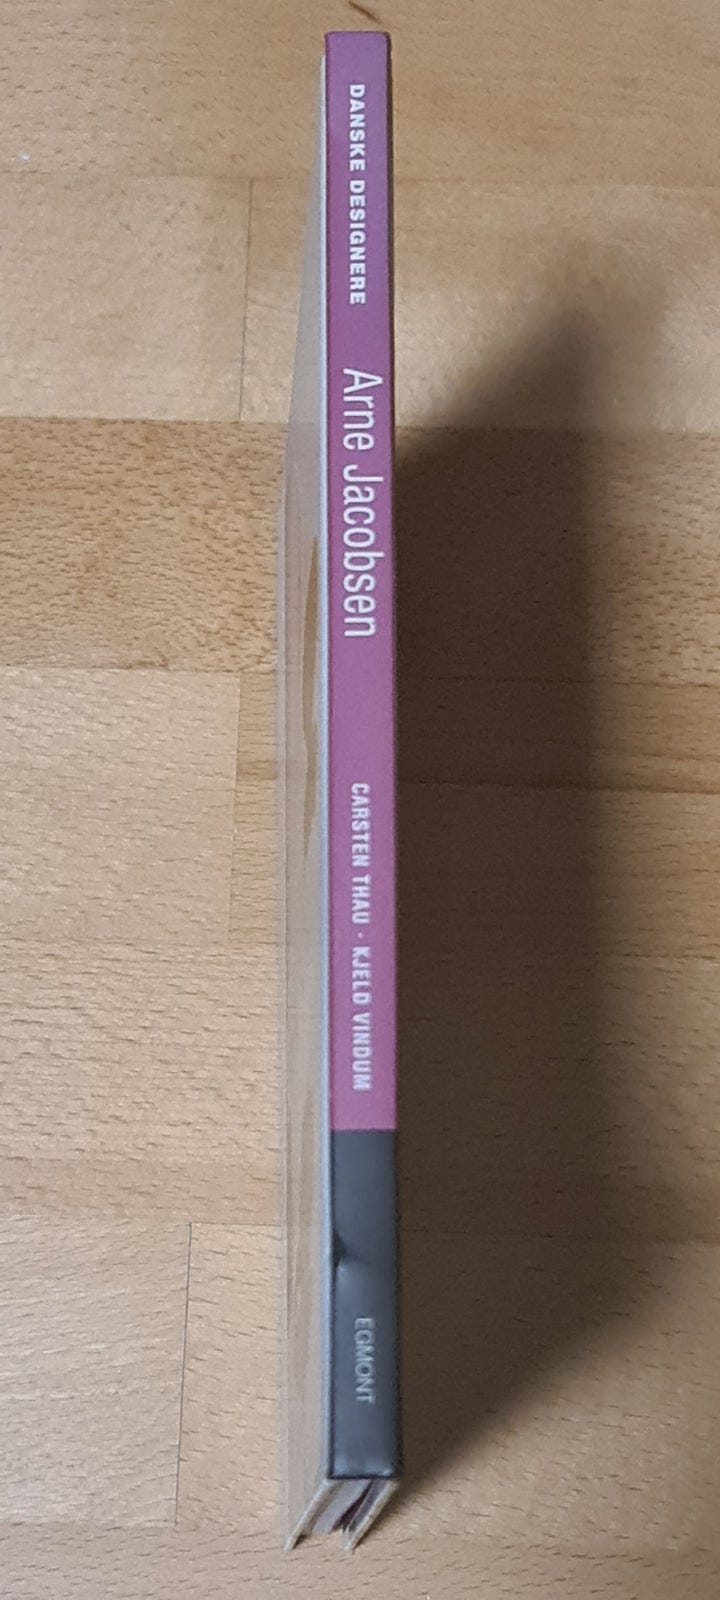 DANSKE DESIGNERE
Arne Jacobsen
CARSTEN THAU · KJELD VINDUM
EGMONT